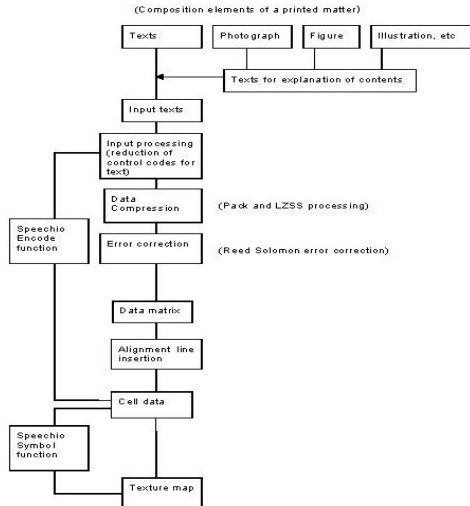 (Composition elements of a printed matter)
Texts
Photograph
Figure
Illustration, etc
Texts for explanation of contents
Input texts
Input processing
(reduction of
control codes for
text)
Data
Compression
(Pack and LZSS processing)
Speechio
Encode
function
Error correction
(Reed Solomon error correction)
Data matrix
Alignment line
insertion
Cell data
Speechio
Symbol
function
Texture map